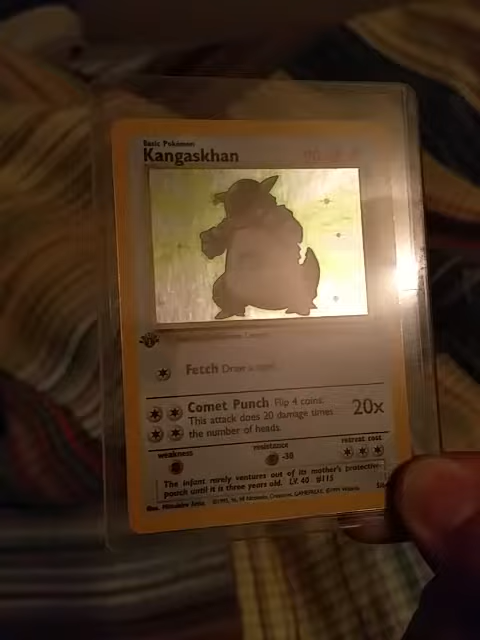 Basic Pokémon
Kangaskhan
90
Fetch Draw a card.
Comet Punch Flip 4 coins.
This attack does 20 damage times
the number of heads.
20x
weakness
resistance
-30
retreat cost
The infant rarely ventures out of its mother's protective
pouch until it is three years old. LV. 40 #115
Illus. Mitsuhiro Arita